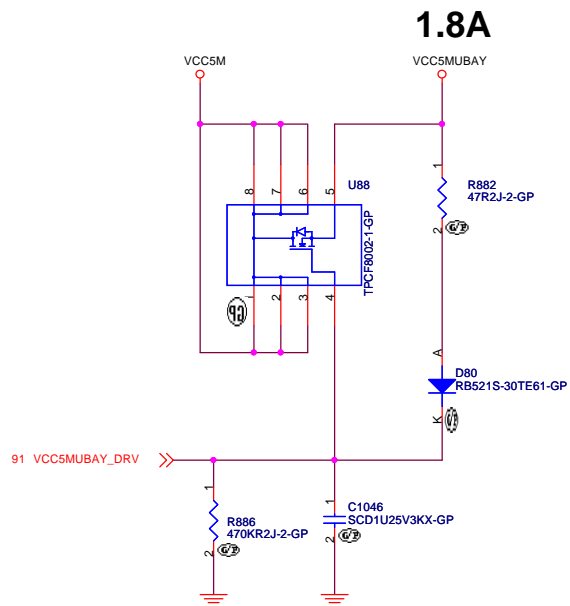 1.8A
VCC5M
VCC5MUBAY
8
7
6
5
U88
TPCF8002-1-GP
1
2
3
4
GP
1
R882
47R2J-2-GP
2
G/P
A
D80
RB521S-30TE61-GP
K
G/P
91 VCC5MUBAY_DRV
1
R886
470KR2J-2-GP
2
G/P
1
C1046
SCD1U25V3KX-GP
2
G/P